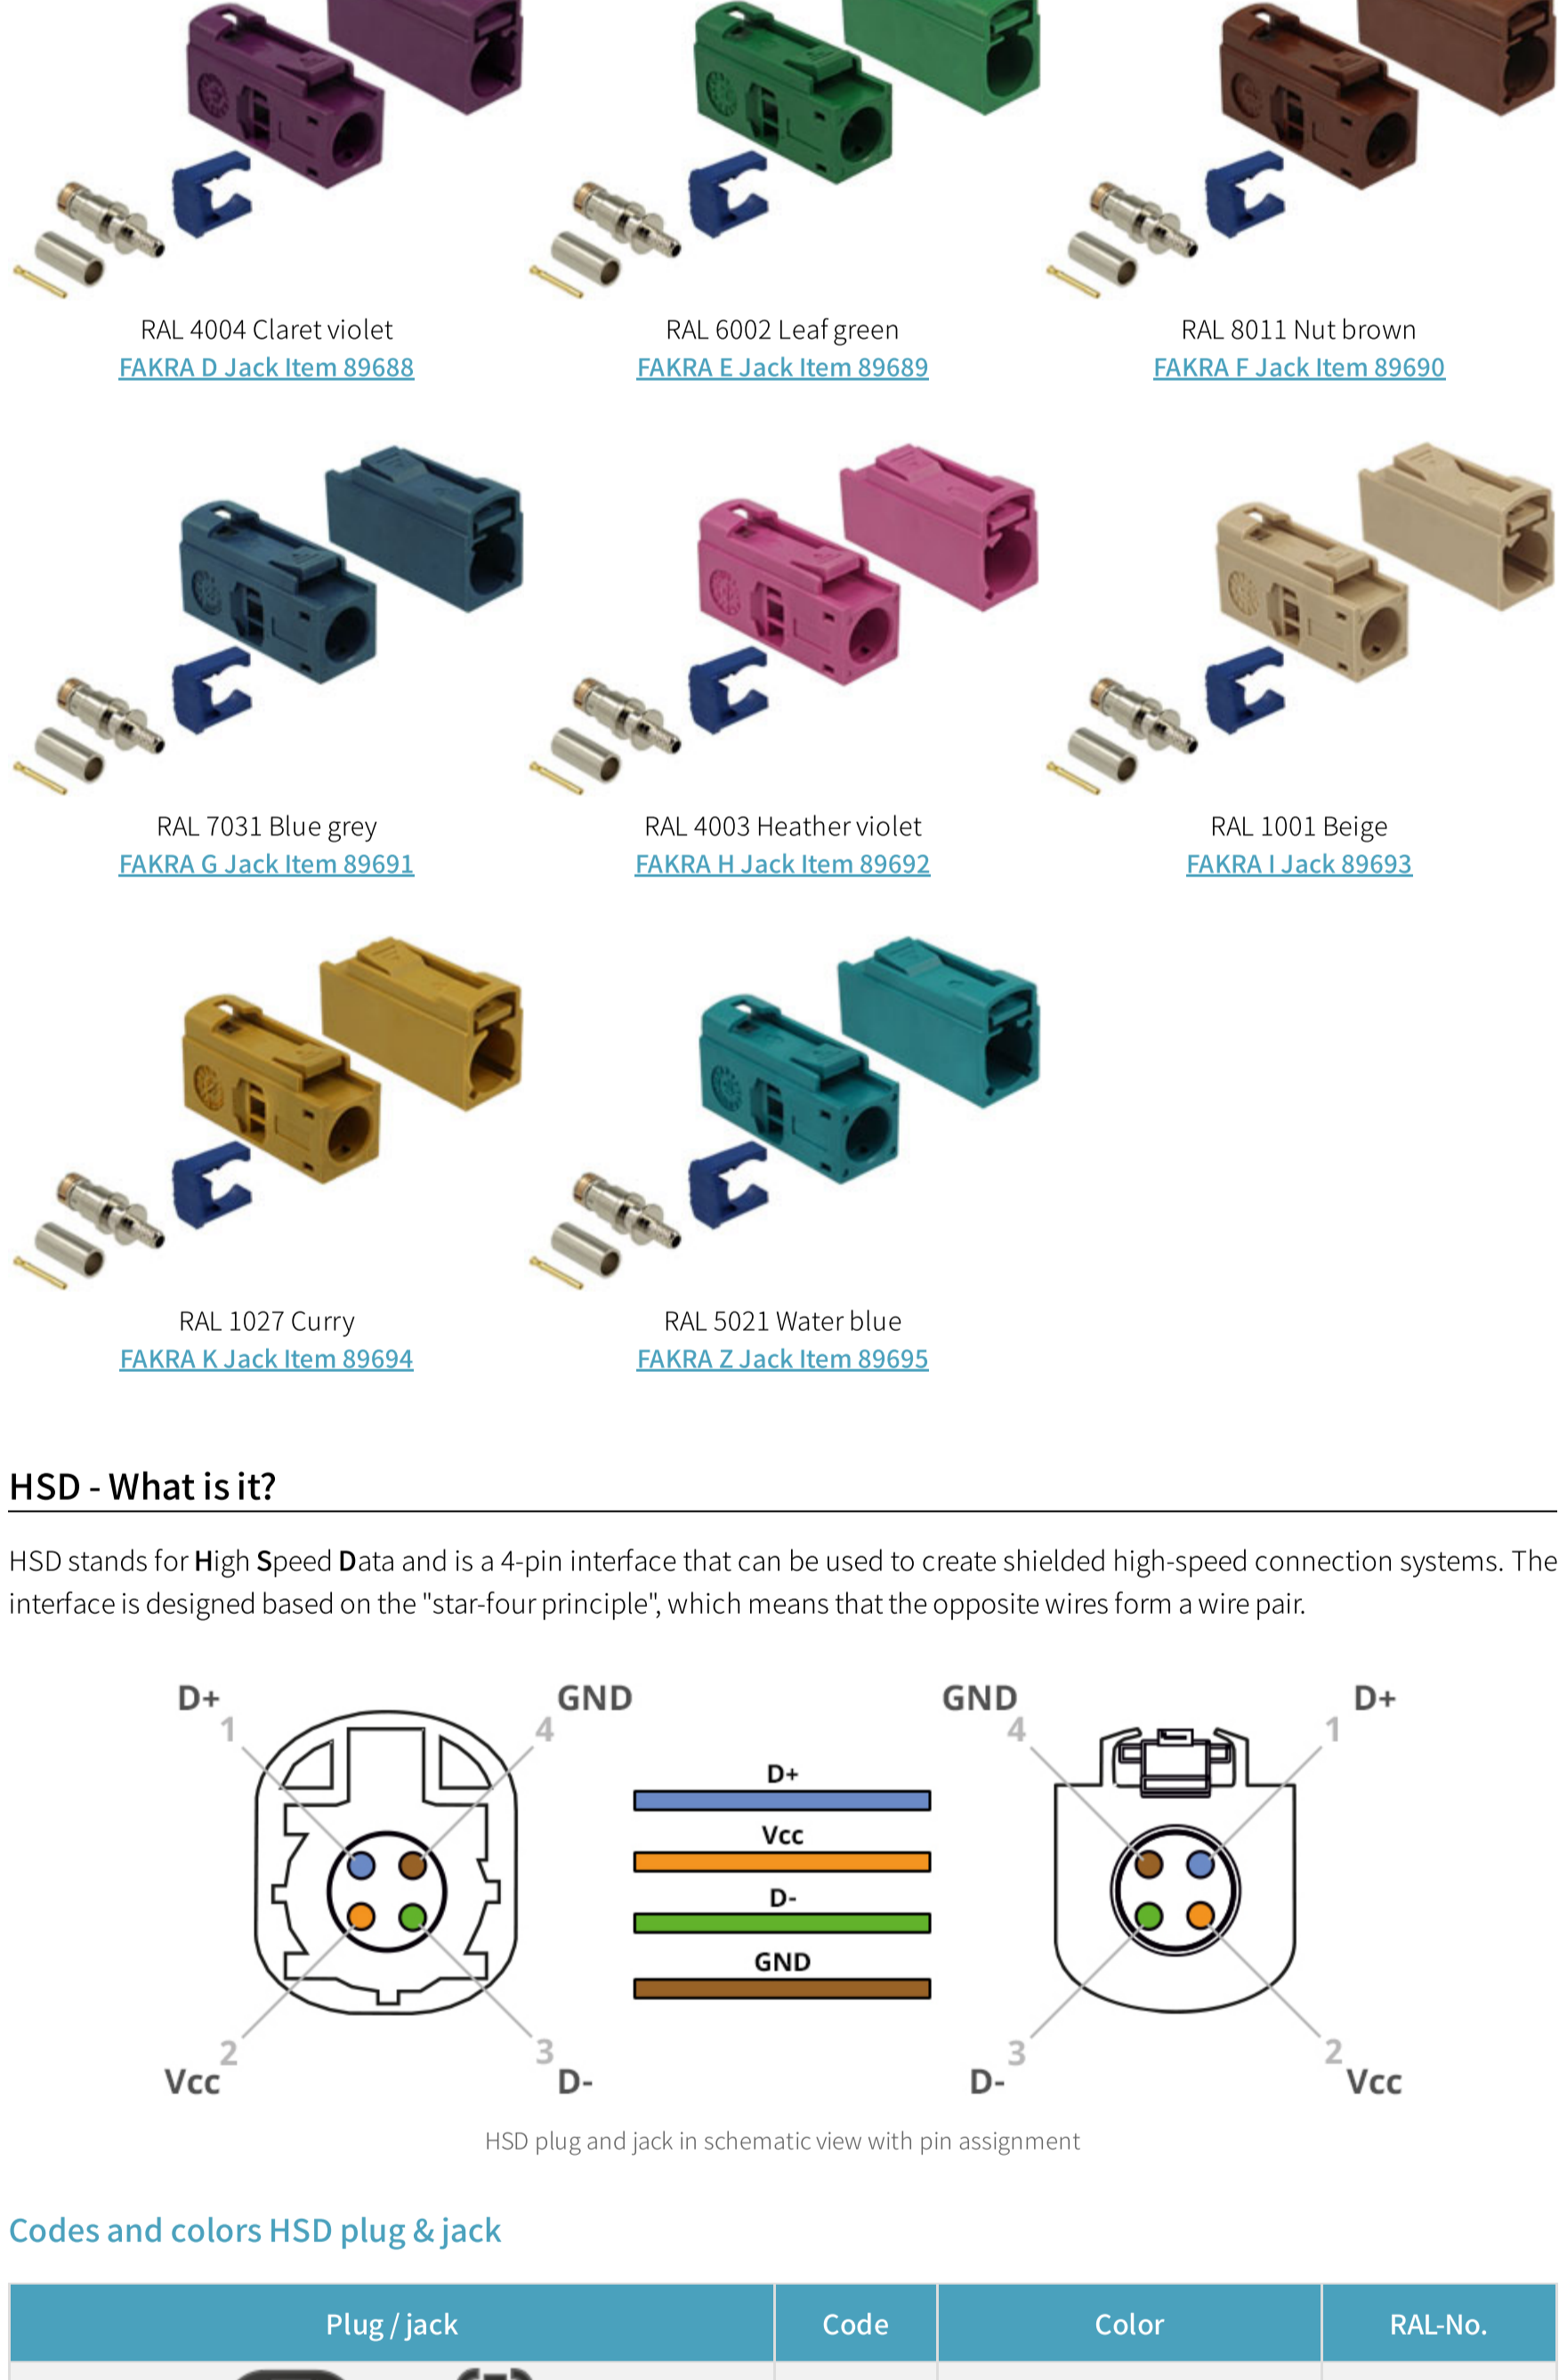 RAL 4004 Claret violet
FAKRA D Jack Item 89688
RAL 6002 Leaf green
FAKRA E Jack Item 89689
RAL 8011 Nut brown
FAKRA F Jack Item 89690
RAL 7031 Blue grey
FAKRA G Jack Item 89691
RAL 4003 Heather violet
FAKRA H Jack Item 89692
RAL 1001 Beige
FAKRA I Jack 89693
RAL 1027 Curry
FAKRA K Jack Item 89694
RAL 5021 Water blue
FAKRA Z Jack Item 89695
HSD - What is it?
HSD stands for High Speed Data and is a 4-pin interface that can be used to create shielded high-speed connection systems. The
interface is designed based on the "star-four principle", which means that the opposite wires form a wire pair.
D+
1
GND
4
2
Vcc
3
D-
D+
Vcc
D-
GND
GND
4
D+
1
3
D-
2
Vcc
HSD plug and jack in schematic view with pin assignment
Codes and colors HSD plug & jack
Plug / jack
Code
Color
RAL-No.